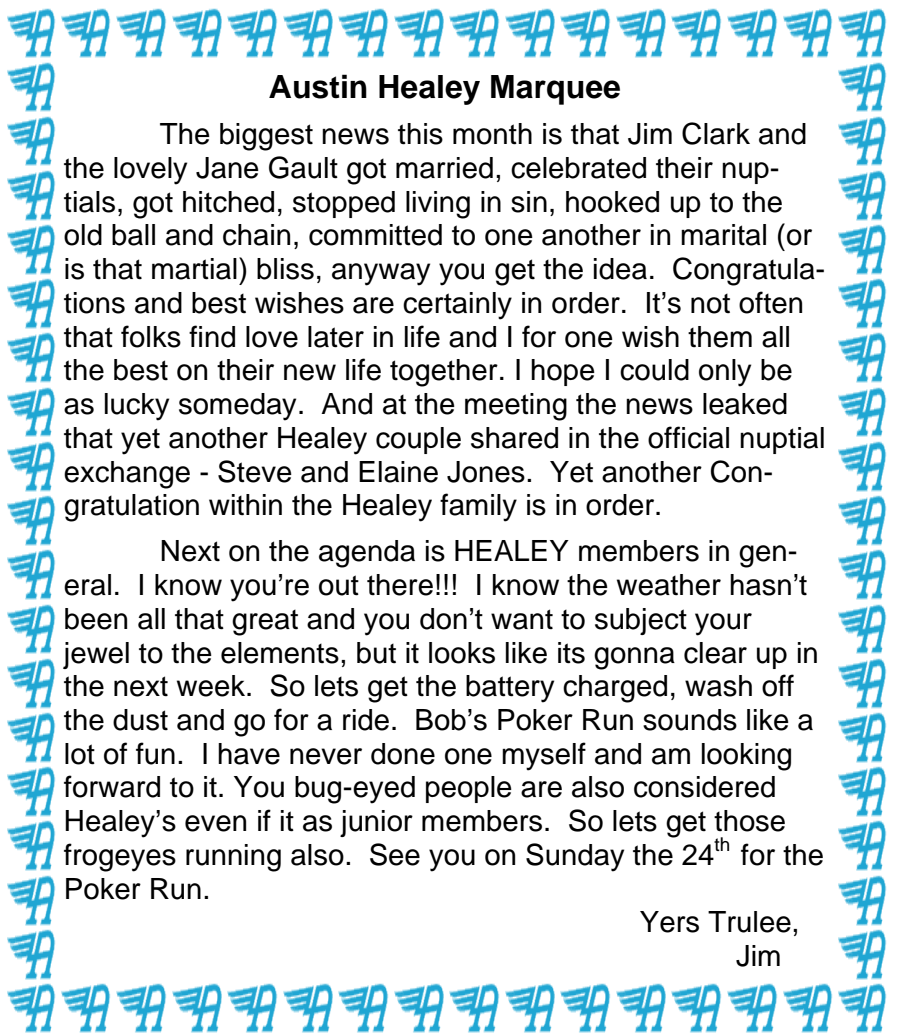 Austin Healey Marquee
The biggest news this month is that Jim Clark and
the lovely Jane Gault got married, celebrated their nup-
tials, got hitched, stopped living in sin, hooked up to the
old ball and chain, committed to one another in marital (or
is that martial) bliss, anyway you get the idea.  Congratula-
tions and best wishes are certainly in order.  It's not often
that folks find love later in life and I for one wish them all
the best on their new life together. I hope I could only be
as lucky someday.  And at the meeting the news leaked
that yet another Healey couple shared in the official nuptial
exchange - Steve and Elaine Jones.  Yet another Con-
gratulation within the Healey family is in order.
Next on the agenda is HEALEY members in gen-
eral.  I know you're out there!!!  I know the weather hasn't
been all that great and you don't want to subject your
jewel to the elements, but it looks like its gonna clear up in
the next week.  So lets get the battery charged, wash off
the dust and go for a ride.  Bob's Poker Run sounds like a
lot of fun.  I have never done one myself and am looking
forward to it. You bug-eyed people are also considered
Healey's even if it as junior members.  So lets get those
frogeyes running also.  See you on Sunday the 24th for the
Poker Run.
Yers Trulee,
Jim